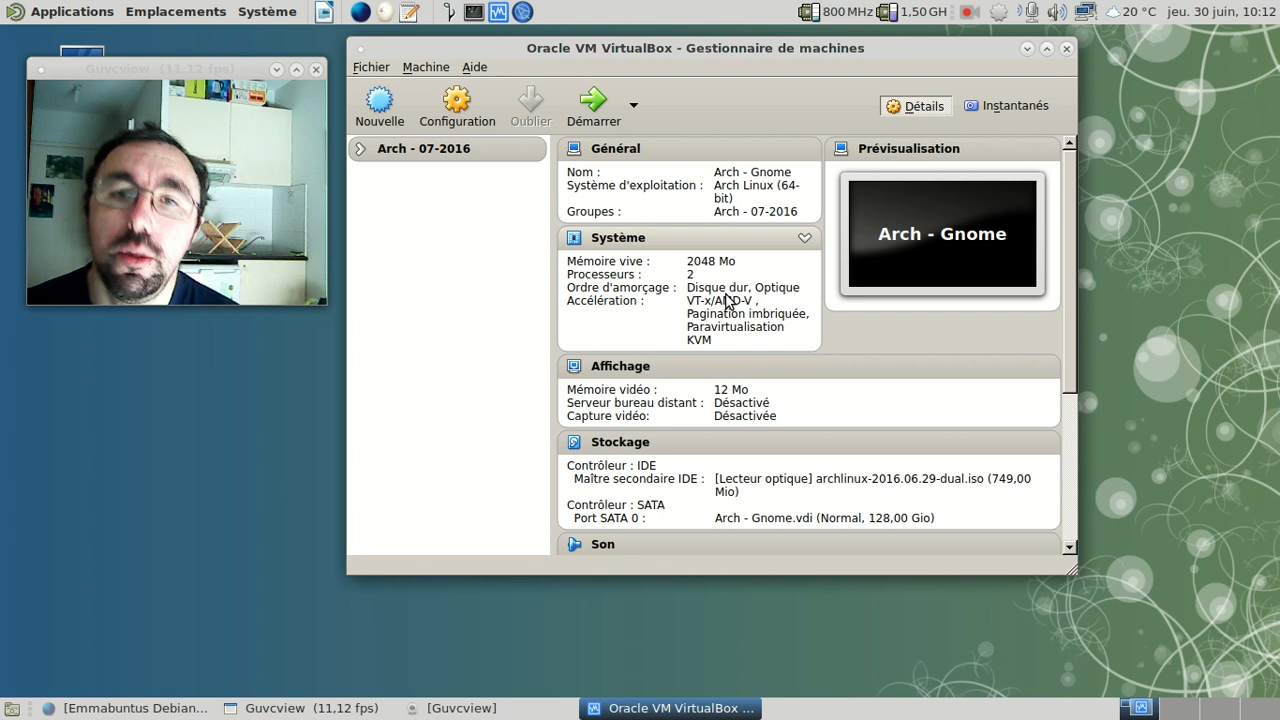 Applications Emplacements Système 800 MHz 1,50 GH 20 °C jeu. 30 juin, 10:12
Guvcview (11,12 fps)
Oracle VM VirtualBox - Gestionnaire de machines
Fichier Machine Aide
Nouvelle Configuration Oublier Démarrer Détails Instantanés
Arch - 07-2016
Général
Nom : Arch - Gnome
Système d'exploitation : Arch Linux (64-
bit)
Groupes : Arch - 07-2016
Prévisualisation
Arch - Gnome
Système
Mémoire vive : 2048 Mo
Processeurs : 2
Ordre d'amorçage : Disque dur, Optique
Accélération : VT-x/AMD-V ,
Pagination imbriquée,
Paravirtualisation
KVM
Affichage
Mémoire vidéo : 12 Mo
Serveur bureau distant : Désactivé
Capture vidéo: Désactivée
Stockage
Contrôleur : IDE
Maître secondaire IDE : [Lecteur optique] archlinux-2016.06.29-dual.iso (749,00
Mio)
Contrôleur : SATA
Port SATA 0 : Arch - Gnome.vdi (Normal, 128,00 Gio)
Son
[Emmabuntus Debian... Guvcview (11,12 fps) [Guvcview] Oracle VM VirtualBox ...